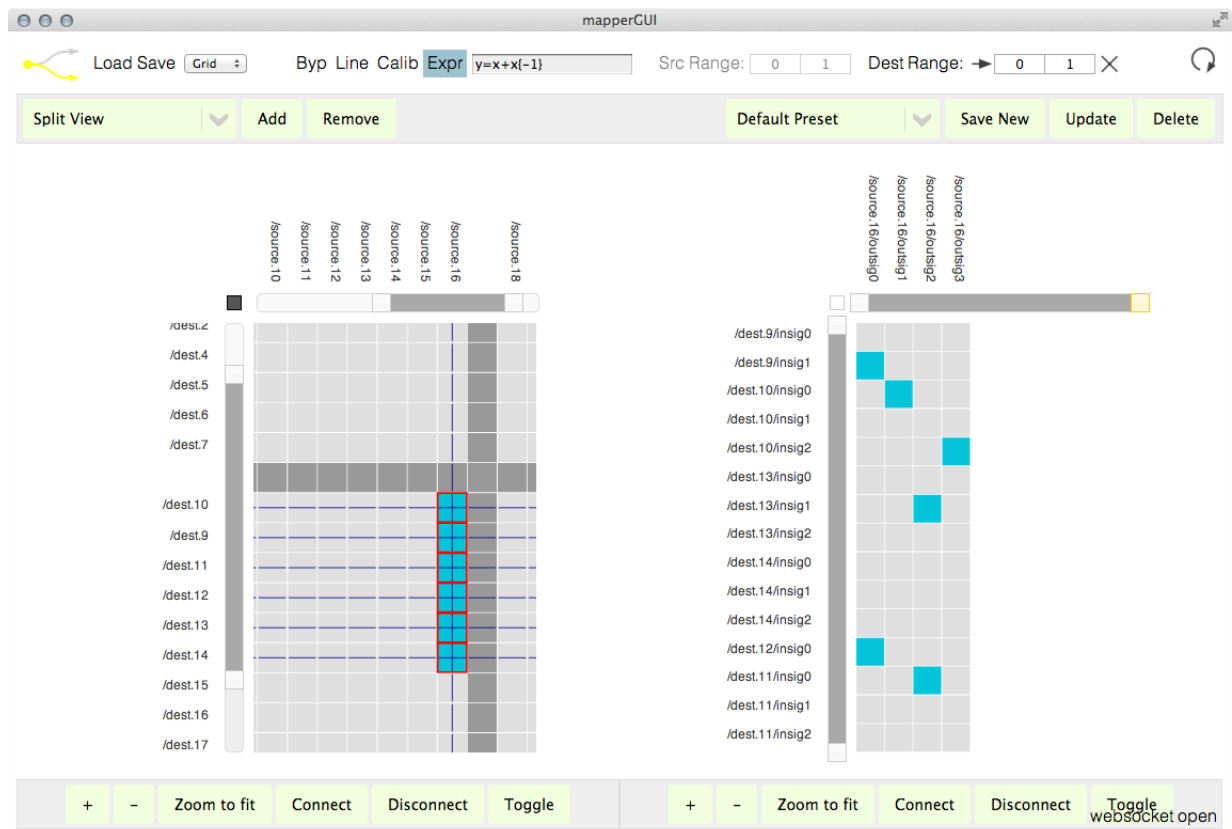 mapperGUI
Load Save Grid Byp Line Calib Expr y=x+x{-1} Src Range: 0 1 Dest Range: 0 1
Split View Add Remove Default Preset Save New Update Delete
/source.10
/source.11
/source.12
/source.13
/source.14
/source.15
/source.16
/source.18
/dest.2
/dest.4
/dest.5
/dest.6
/dest.7
/dest.10
/dest.9
/dest.11
/dest.12
/dest.13
/dest.14
/dest.15
/dest.16
/dest.17
/source.16/outsig0
/source.16/outsig1
/source.16/outsig2
/source.16/outsig3
/dest.9/insig0
/dest.9/insig1
/dest.10/insig0
/dest.10/insig1
/dest.10/insig2
/dest.13/insig0
/dest.13/insig1
/dest.13/insig2
/dest.14/insig0
/dest.14/insig1
/dest.14/insig2
/dest.12/insig0
/dest.11/insig0
/dest.11/insig1
/dest.11/insig2
+ - Zoom to fit Connect Disconnect Toggle + - Zoom to fit Connect Disconnect Toggle
websocket open